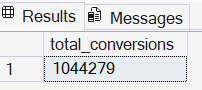 Results Messages
total_conversions
1 1044279